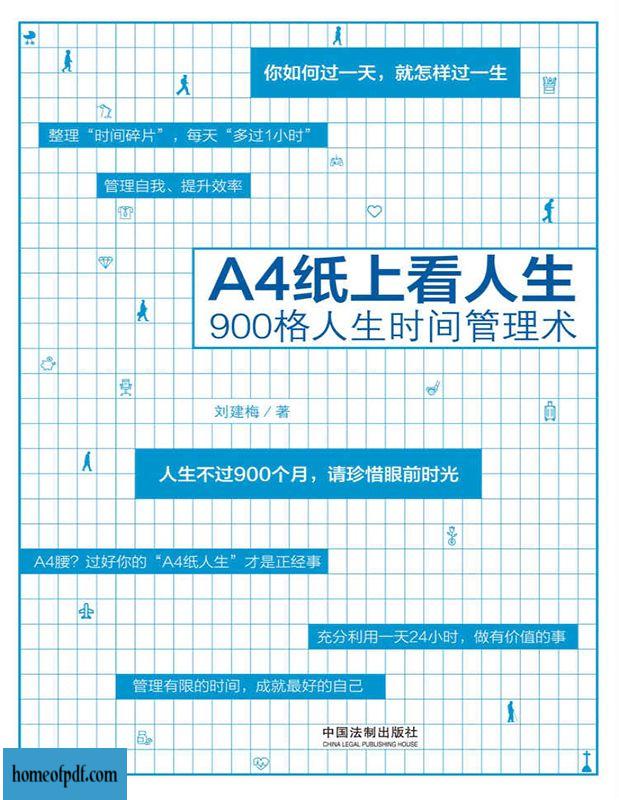 你如何过一天，就怎样过一生
整理“时间碎片”，每天“多过1小时”
管理自我、提升效率
A4纸上看人生
900格人生时间管理术
刘建梅／著
人生不过900个月，请珍惜眼前时光
A4腰？过好你的“A4纸人生”才是正经事
充分利用一天24小时，做有价值的事
管理有限的时间，成就最好的自己
中国法制出版社
CHINA LEGAL PUBLISHING HOUSE
homeofpdf.com